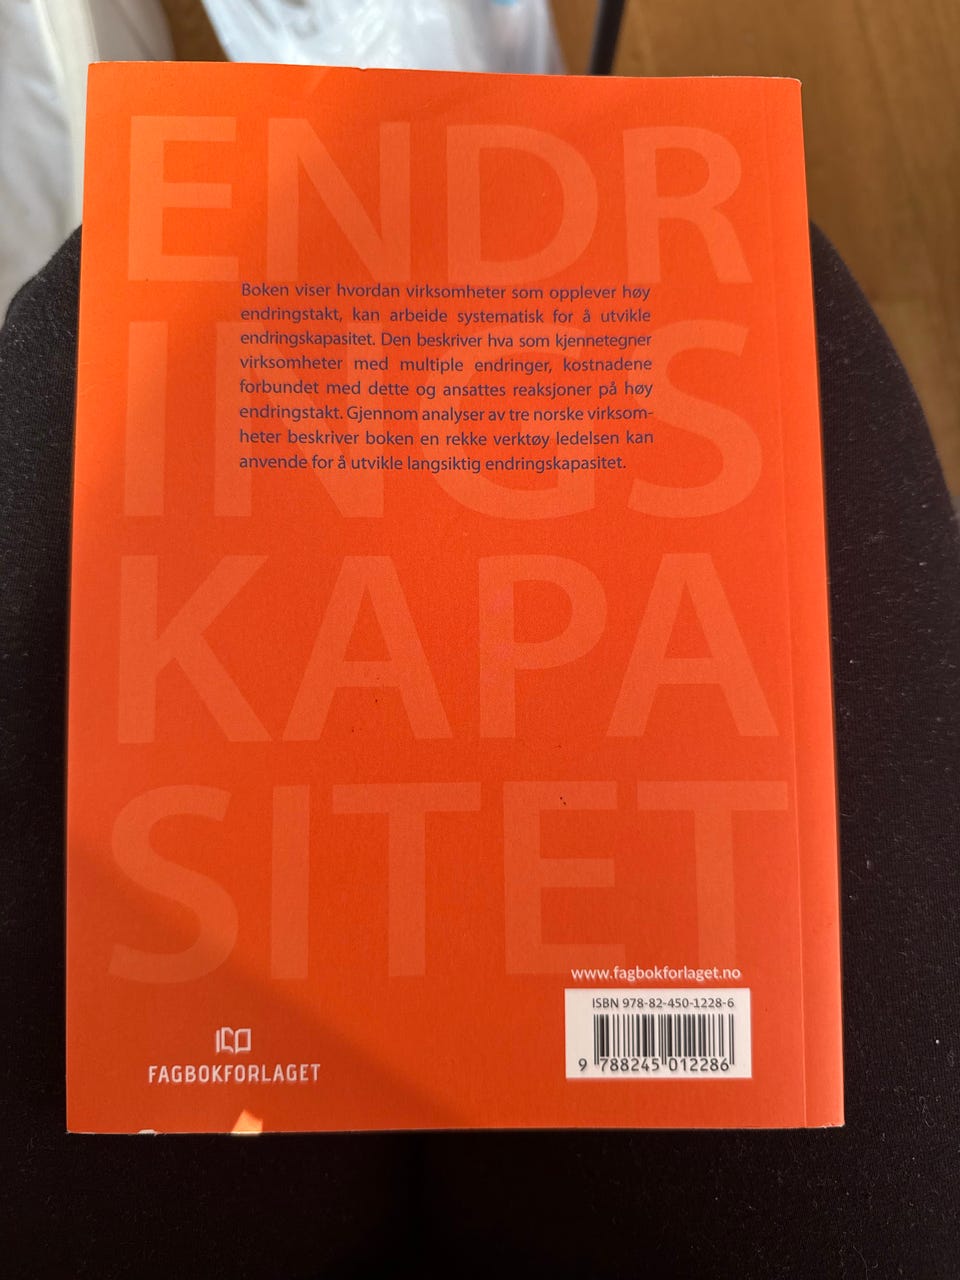 ENDR
INGS
KAPA
SITET
Boken viser hvordan virksomheter som opplever høy
endringstakt, kan arbeide systematisk for å utvikle
endringskapasitet. Den beskriver hva som kjennetegner
virksomheter med multiple endringer, kostnadene
forbundet med dette og ansattes reaksjoner på høy
endringstakt. Gjennom analyser av tre norske virksom-
heter beskriver boken en rekke verktøy ledelsen kan
anvende for å utvikle langsiktig endringskapasitet.
www.fagbokforlaget.no
ISBN 978-82-450-1228-6
9 788245 012286
FAGBOKFORLAGET